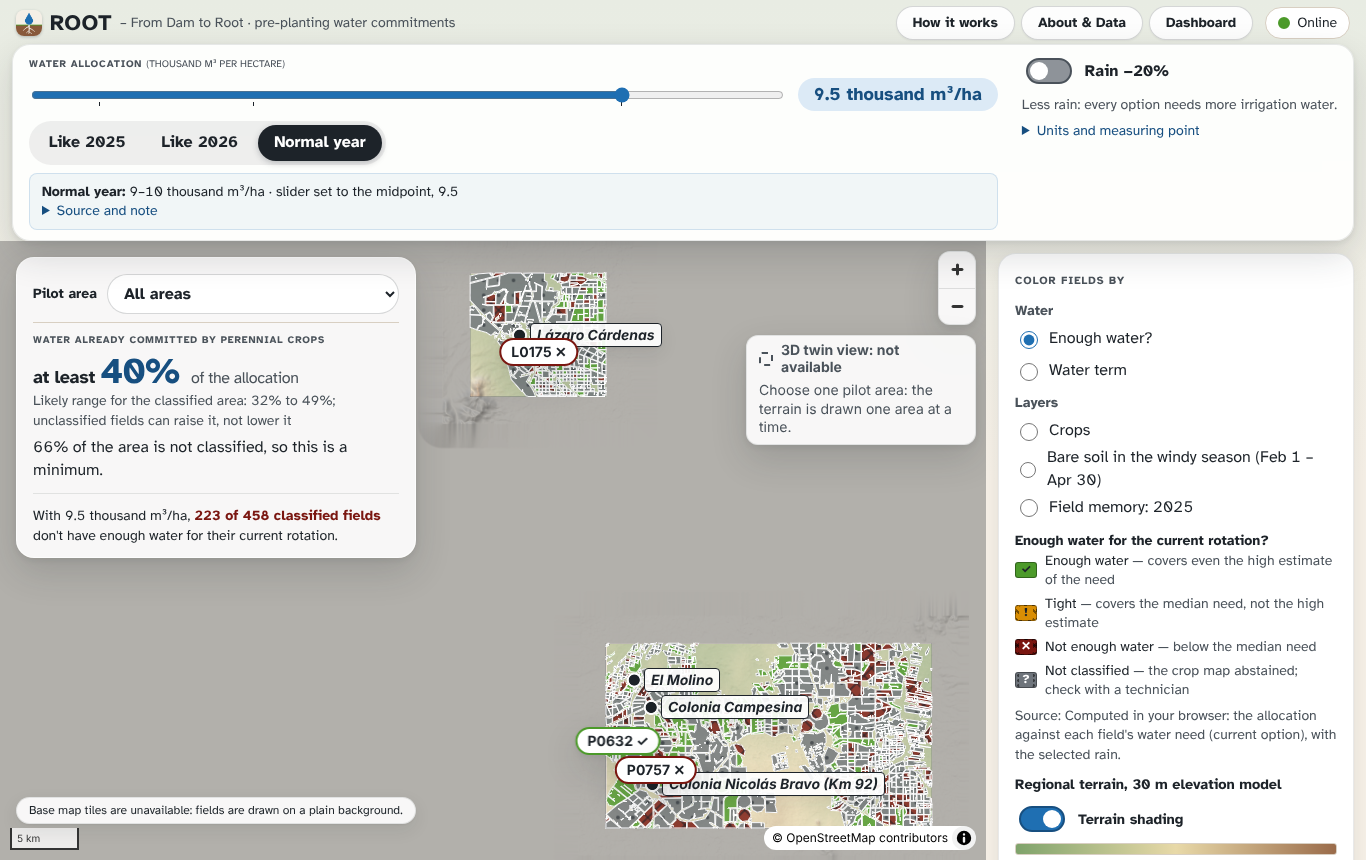 ROOT – From Dam to Root · pre-planting water commitments
How it works
About & Data
Dashboard
Online
WATER ALLOCATION (THOUSAND M³ PER HECTARE)
9.5 thousand m³/ha
Like 2025
Like 2026
Normal year
Normal year: 9–10 thousand m³/ha · slider set to the midpoint, 9.5
Source and note
Rain −20%
Less rain: every option needs more irrigation water.
Units and measuring point
Pilot area
All areas
WATER ALREADY COMMITTED BY PERENNIAL CROPS
at least 40% of the allocation
Likely range for the classified area: 32% to 49%;
unclassified fields can raise it, not lower it
66% of the area is not classified, so this is a
minimum.
With 9.5 thousand m³/ha, 223 of 458 classified fields
don't have enough water for their current rotation.
Lázaro Cárdenas
L0175 ✕
+
−
3D twin view: not
available
Choose one pilot area: the
terrain is drawn one area at a
time.
El Molino
Colonia Campesina
P0632 ✓
P0757 ✕
Colonia Nicolás Bravo (Km 92)
Base map tiles are unavailable: fields are drawn on a plain background.
5 km
© OpenStreetMap contributors
COLOR FIELDS BY
Water
Enough water?
Water term
Layers
Crops
Bare soil in the windy season (Feb 1 –
Apr 30)
Field memory: 2025
Enough water for the current rotation?
Enough water — covers even the high estimate
of the need
Tight — covers the median need, not the high
estimate
Not enough water — below the median need
Not classified — the crop map abstained;
check with a technician
Source: Computed in your browser: the allocation
against each field's water need (current option), with
the selected rain.
Regional terrain, 30 m elevation model
Terrain shading